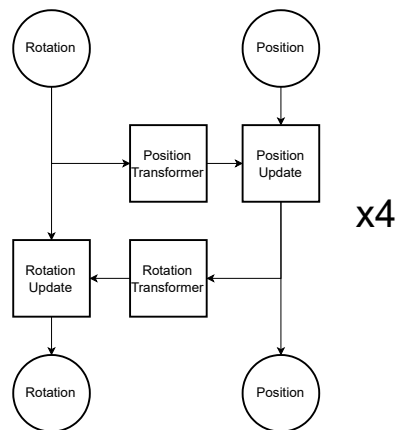 Rotation
Position
Position
Transformer
Position
Update
x4
Rotation
Update
Rotation
Transformer
Rotation
Position